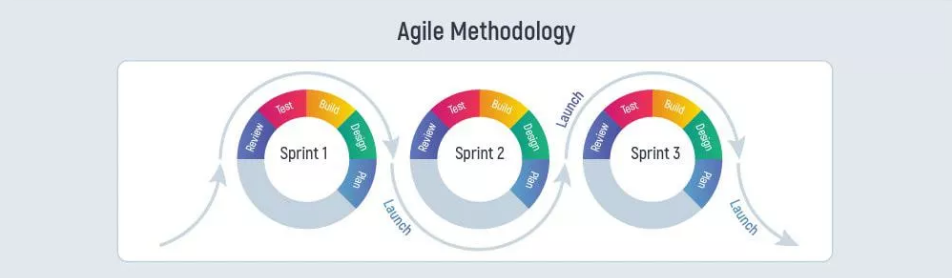 Agile Methodology
Review
Test
Build
Design
Plan
Sprint 1
Launch
Review
Test
Build
Design
Plan
Sprint 2
Launch
Review
Test
Build
Design
Plan
Sprint 3
Launch